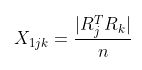 $X_{1jk} = \frac{|R_j^T R_k|}{n}$